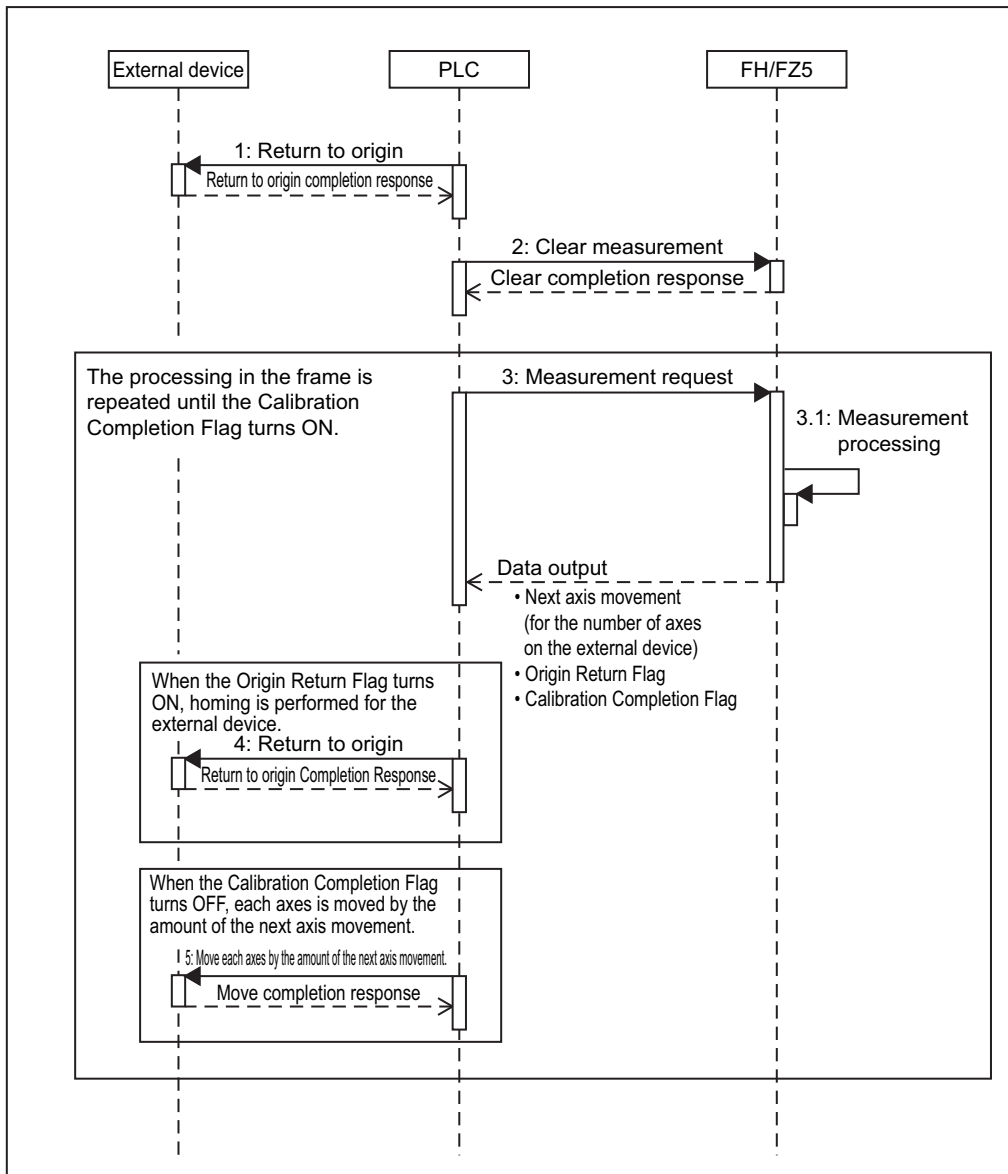 External device
PLC
FH/FZ5
1: Return to origin
Return to origin completion response
2: Clear measurement
Clear completion response
The processing in the frame is
repeated until the Calibration
Completion Flag turns ON.
3: Measurement request
3.1: Measurement
processing
Data output
• Next axis movement
(for the number of axes
on the external device)
• Origin Return Flag
• Calibration Completion Flag
When the Origin Return Flag turns
ON, homing is performed for the
external device.
4: Return to origin
Return to origin Completion Response
When the Calibration Completion Flag
turns OFF, each axes is moved by the
amount of the next axis movement.
5: Move each axes by the amount of the next axis movement.
Move completion response